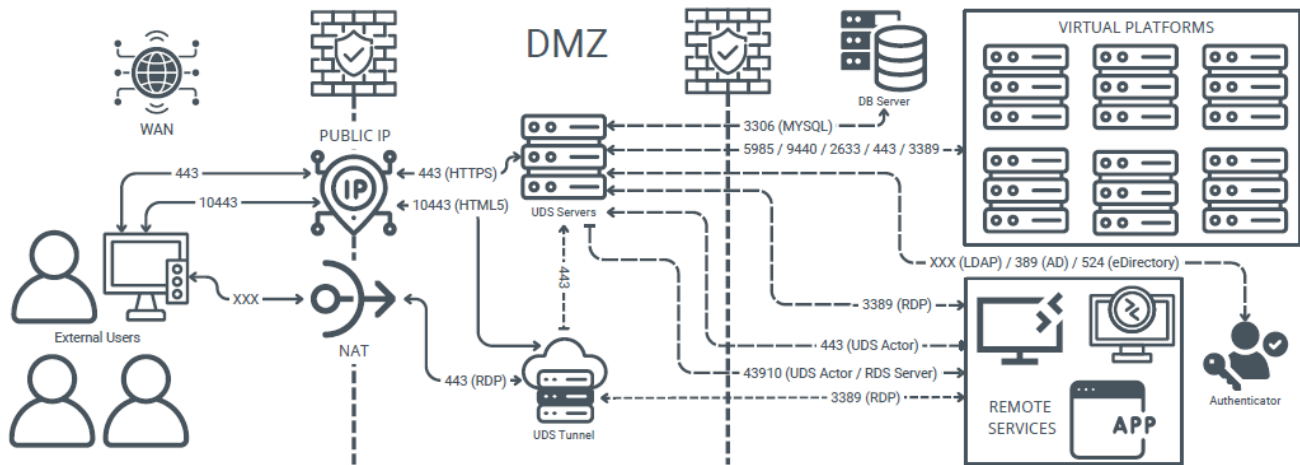 DMZ
VIRTUAL PLATFORMS
DB Server
WAN
PUBLIC IP
3306 (MYSQL)
5985 / 9440 / 2633 / 443 / 3389
443
443 (HTTPS)
IP
10443
10443 (HTML5)
UDS Servers
XXX (LDAP) / 389 (AD) / 524 (eDirectory)
443
XXX
3389 (RDP)
External Users
NAT
443 (UDS Actor)
443 (RDP)
43910 (UDS Actor / RDS Server)
3389 (RDP)
UDS Tunnel
REMOTE
SERVICES
APP
Authenticator